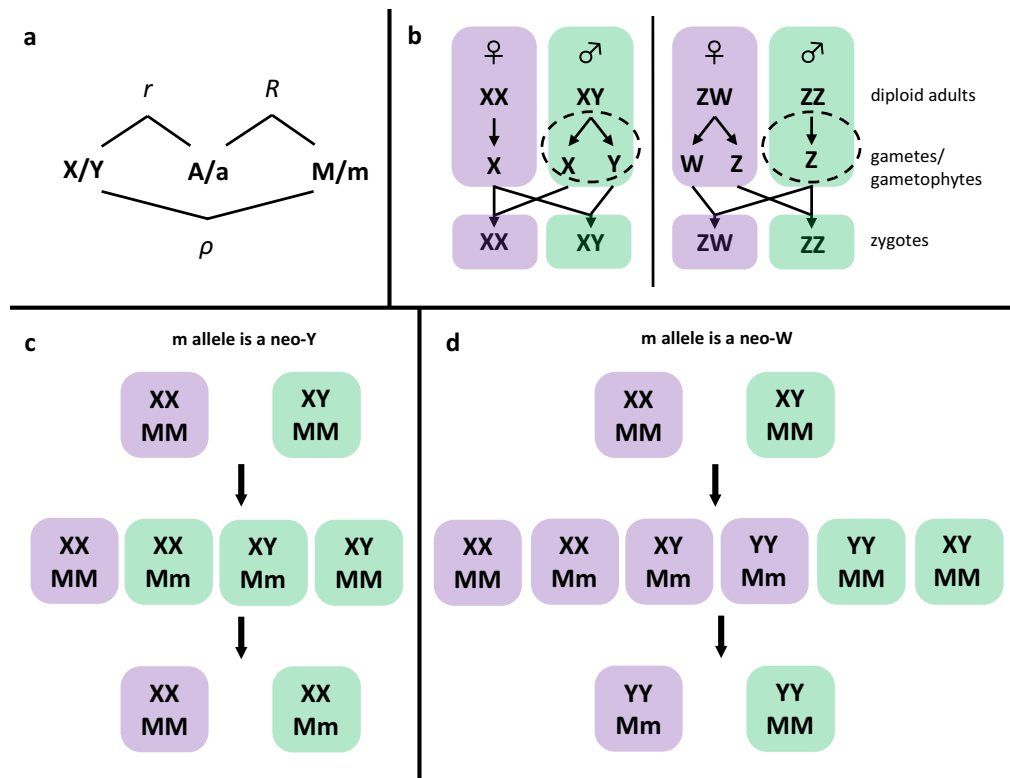 a
r R
X/Y A/a M/m
ρ
b
♀ ♂ ♀ ♂
XX XY ZW ZZ diploid adults
X X Y W Z Z gametes/
gametophytes
XX XY ZW ZZ zygotes
c m allele is a neo-Y
XX XY
MM MM
XX XX XY XY
MM Mm Mm MM
XX XX
MM Mm
d m allele is a neo-W
XX XY
MM MM
XX XX XY YY YY XY
MM Mm Mm Mm MM MM
YY YY
Mm MM